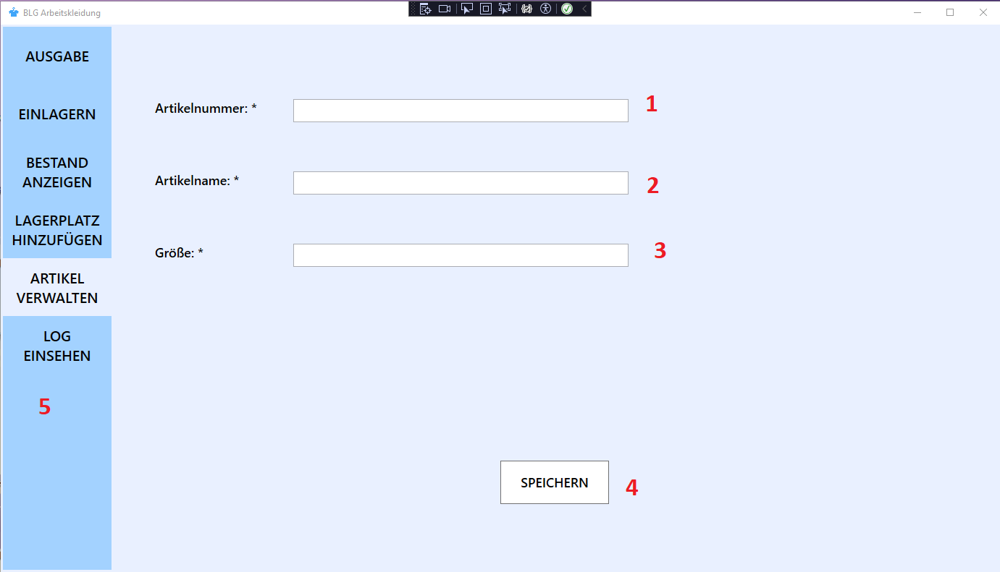 BLG Arbeitskleidung
AUSGABE
EINLAGERN
BESTAND
ANZEIGEN
LAGERPLATZ
HINZUFÜGEN
ARTIKEL
VERWALTEN
LOG
EINSEHEN
5
Artikelnummer: *
1
Artikelname: *
2
Größe: *
3
SPEICHERN
4